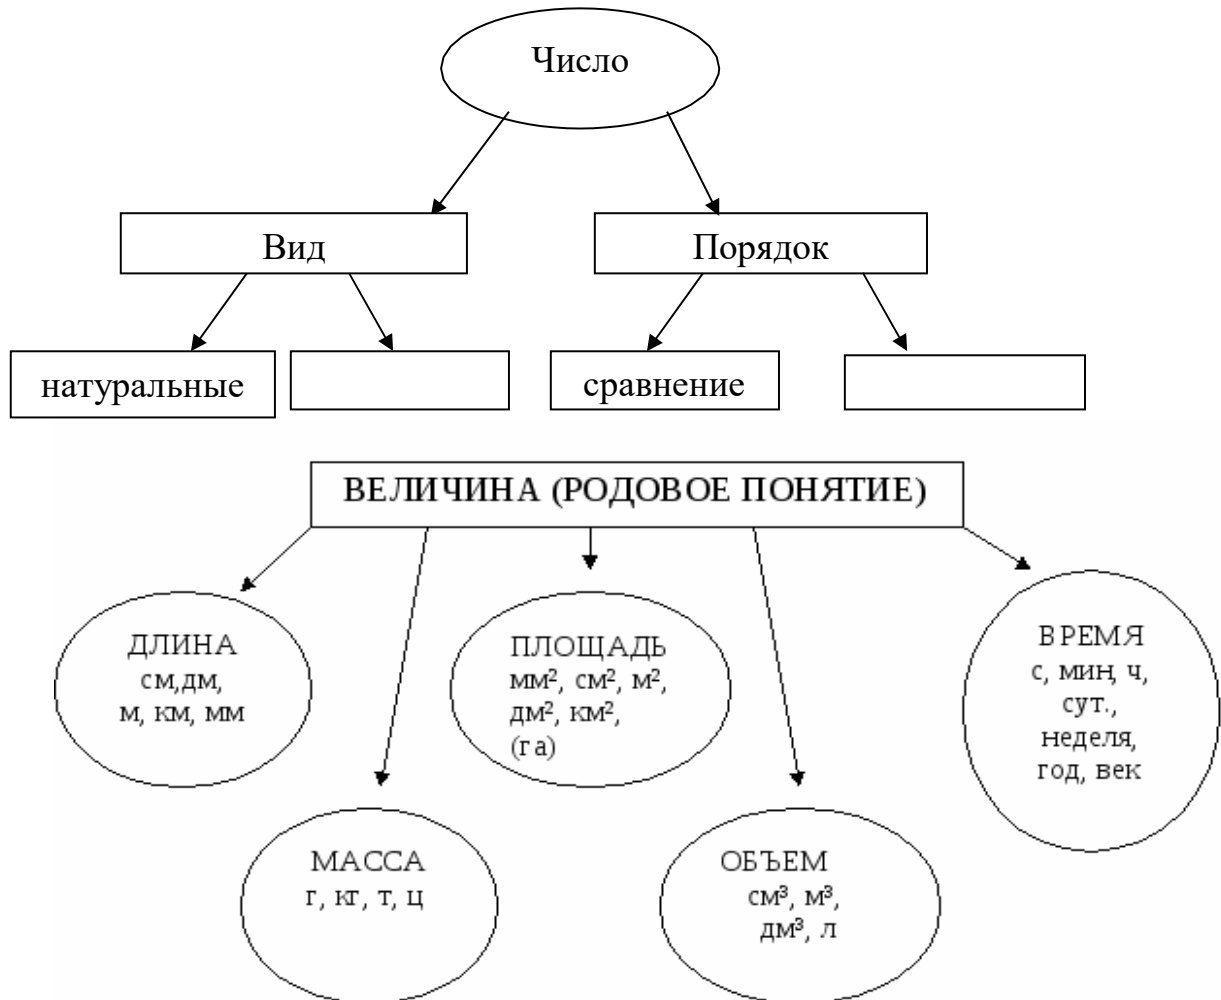 Число
Вид
Порядок
натуральные
сравнение
ВЕЛИЧИНА (РОДОВОЕ ПОНЯТИЕ)
ДЛИНА
см,дм,
м, км, мм
ПЛОЩАДЬ
мм², см², м²,
дм², км²,
(га)
ВРЕМЯ
с, мин, ч,
сут.,
неделя,
год, век
МАССА
г, кг, т, ц
ОБЪЕМ
см³, м³,
дм³, л